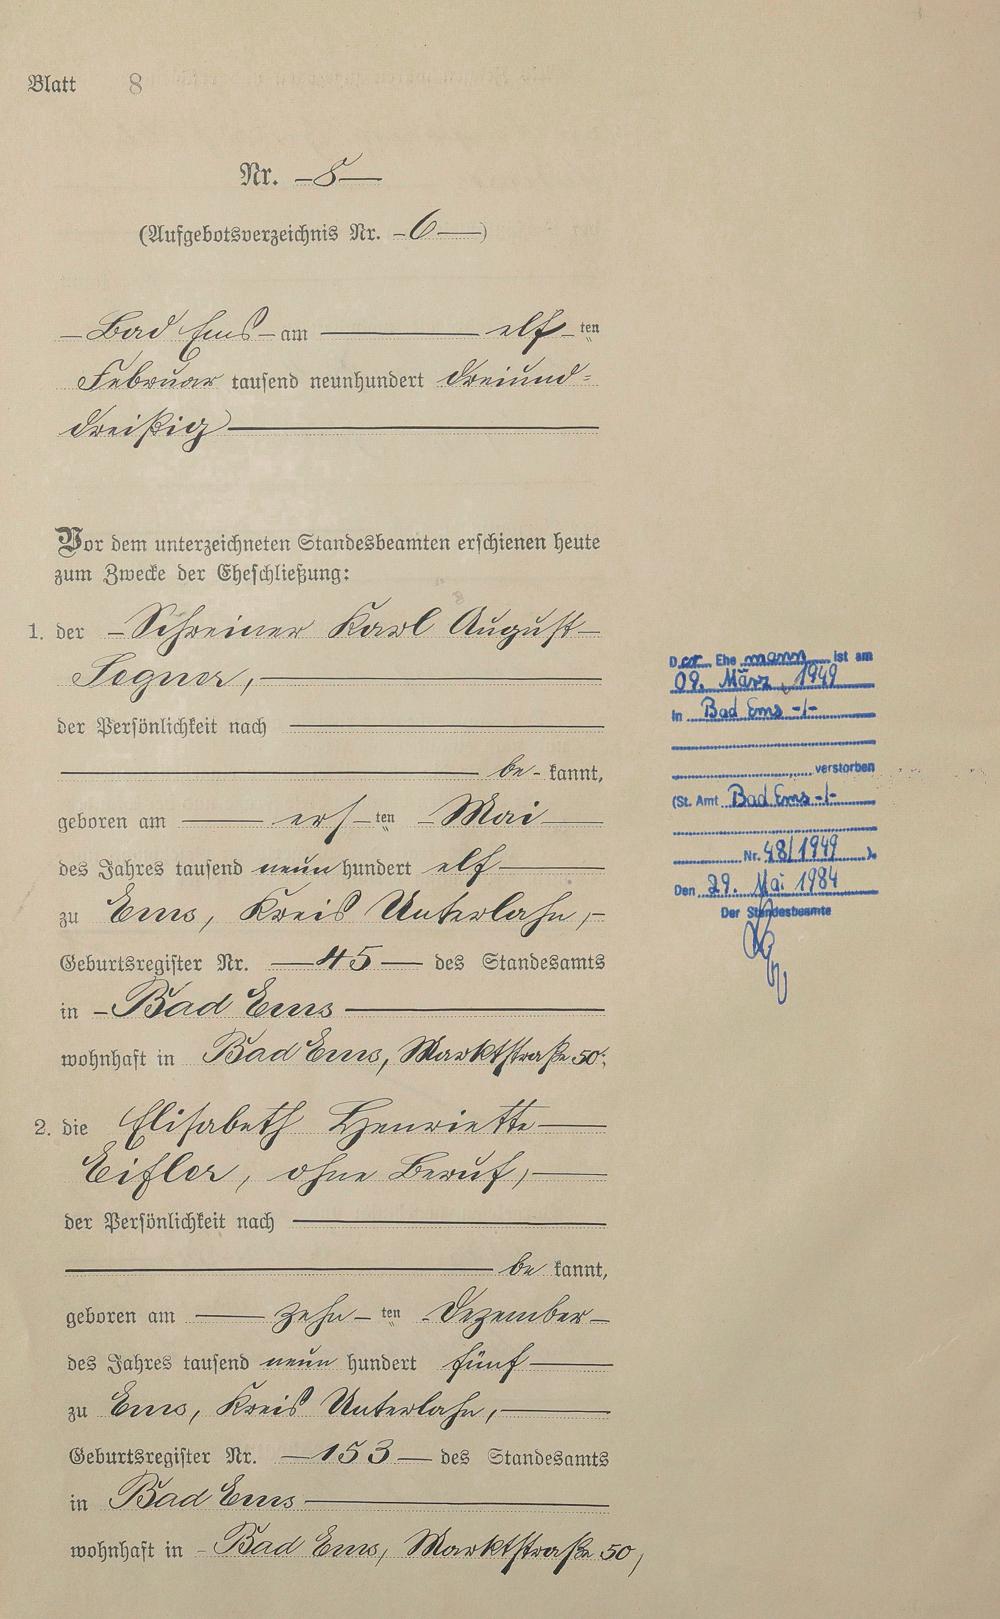 Blatt 8
Nr. – 8 –
(Aufgebotsverzeichnis Nr. – 6 –)
– Bad Ems – am – elf – ten
Februar tausend neunhundert dreiund=
dreißig –
Vor dem unterzeichneten Standesbeamten erschienen heute
zum Zwecke der Eheschließung:
1. der – Schreiner Karl August –
Segner, –
der Persönlichkeit nach –
– be – kannt,
geboren am – ers – ten – Mai –
des Jahres tausend neun hundert elf –
zu Ems, Kreis Unterlahn, –
Geburtsregister Nr. – 45 – des Standesamts
in – Bad Ems –
wohnhaft in Bad Ems, Marktstraße 50;
2. die Elisabeth Henriette –
Eifler, ohne Beruf, –
der Persönlichkeit nach –
– be kannt,
geboren am – zehn – ten – Dezember –
des Jahres tausend neun hundert fünf –
zu Ems, Kreis Unterlahn, –
Geburtsregister Nr. – 153 – des Standesamts
in Bad Ems –
wohnhaft in – Bad Ems, Marktstraße 50,
Der Ehemann ist am
09. März 1949
in Bad Ems -/-
verstorben
(St. Amt Bad Ems -/-
Nr. 48/1949 ).
Den 29. Mai 1984
Der Standesbeamte